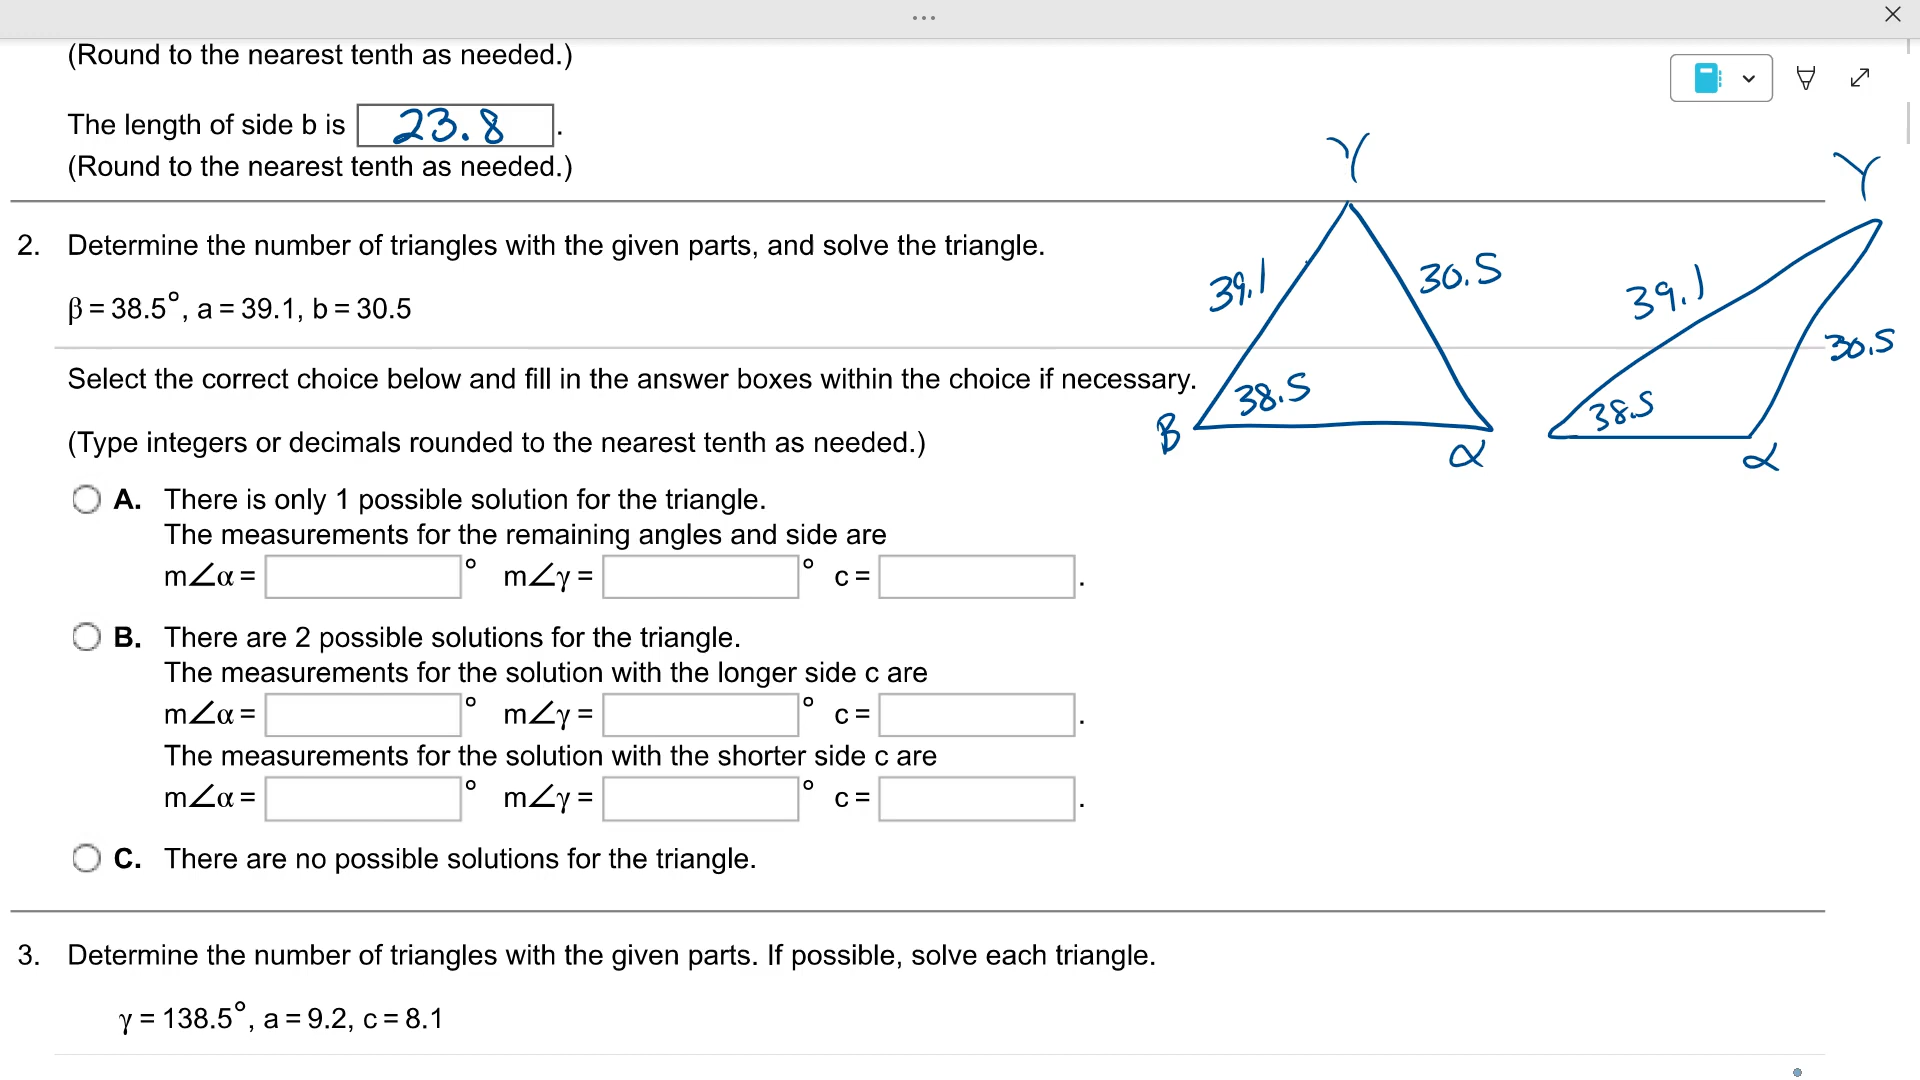 (Round to the nearest tenth as needed.)
The length of side b is 23.8.
(Round to the nearest tenth as needed.)
2. Determine the number of triangles with the given parts, and solve the triangle.
β = 38.5°, a = 39.1, b = 30.5
Select the correct choice below and fill in the answer boxes within the choice if necessary.
(Type integers or decimals rounded to the nearest tenth as needed.)
A. There is only 1 possible solution for the triangle.
The measurements for the remaining angles and side are
m∠α = ° m∠γ = ° c = .
B. There are 2 possible solutions for the triangle.
The measurements for the solution with the longer side c are
m∠α = ° m∠γ = ° c = .
The measurements for the solution with the shorter side c are
m∠α = ° m∠γ = ° c = .
C. There are no possible solutions for the triangle.
3. Determine the number of triangles with the given parts. If possible, solve each triangle.
γ = 138.5°, a = 9.2, c = 8.1
γ
39.1
30.5
38.5
B
α
γ
39.1
30.5
38.5
α